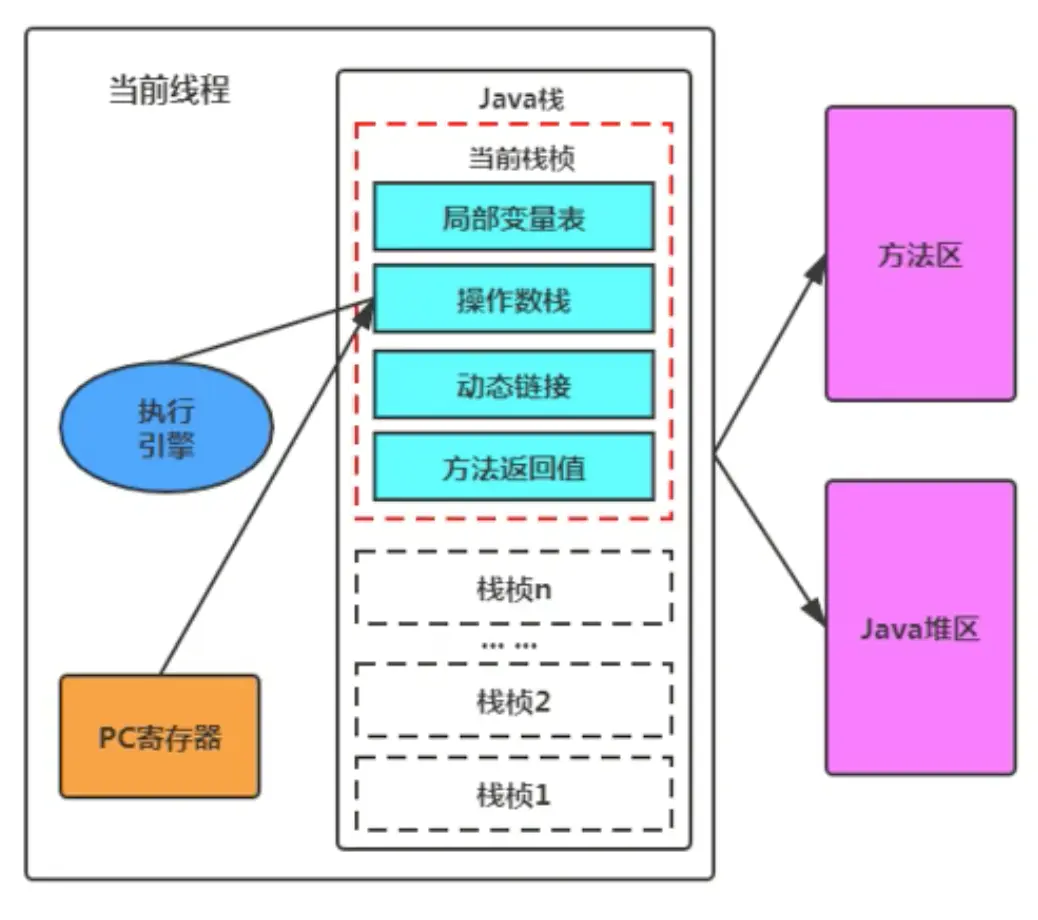 当前线程
Java栈
当前栈桢
局部变量表
操作数栈
动态链接
方法返回值
栈桢n
... ...
栈桢2
栈桢1
执行
引擎
PC寄存器
方法区
Java堆区